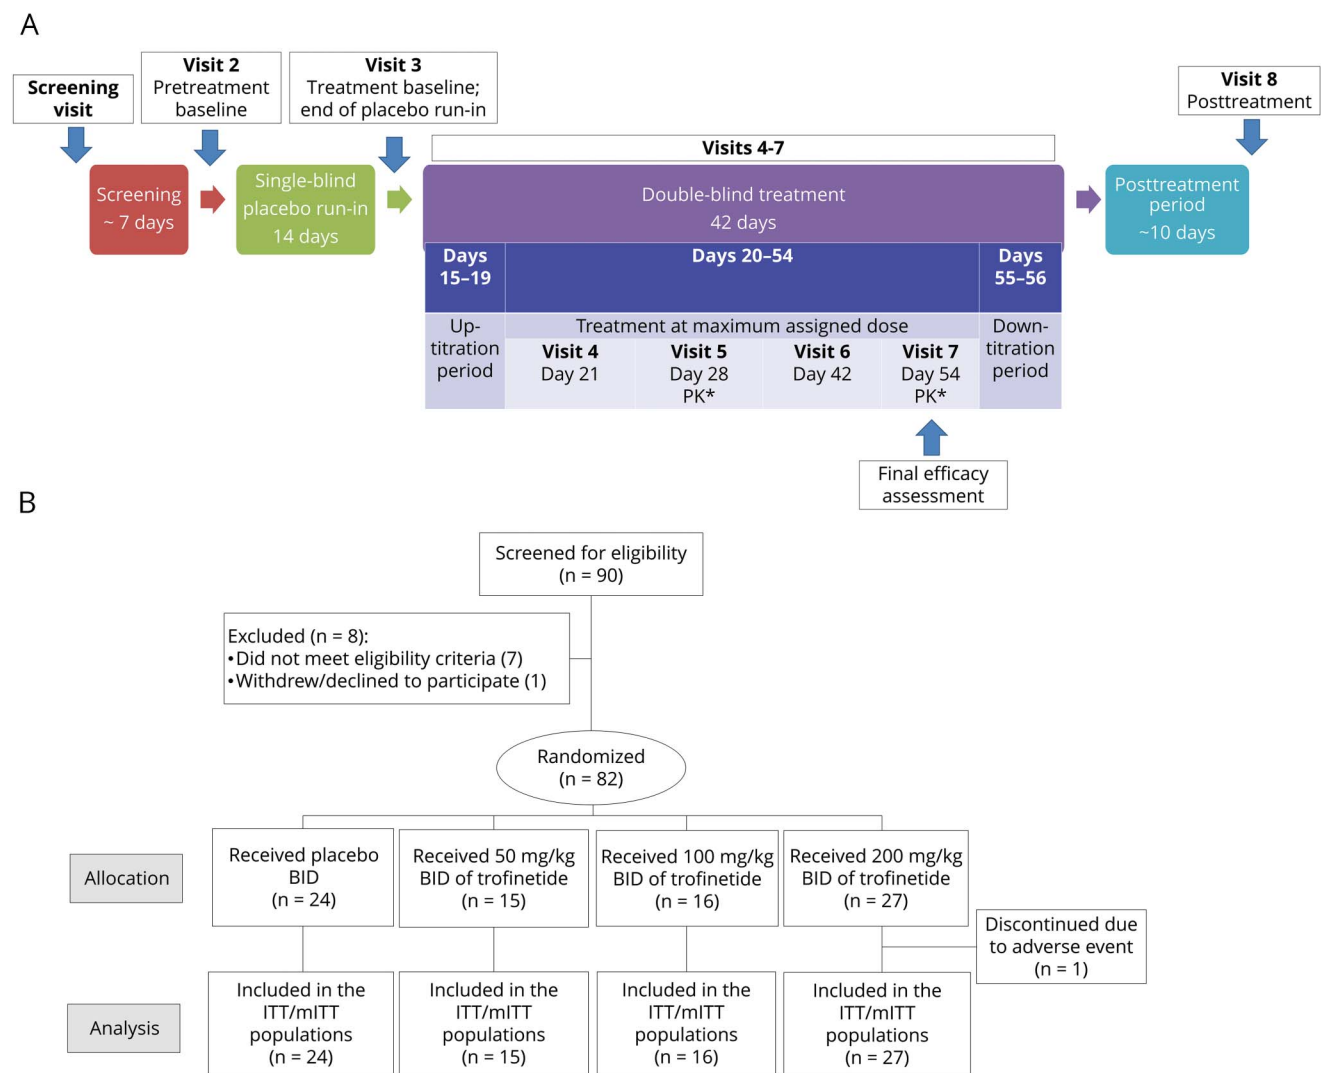 A
Screening
visit
Visit 2
Pretreatment
baseline
Visit 3
Treatment baseline;
end of placebo run-in
Visit 8
Posttreatment
Visits 4-7
Screening
~ 7 days
Single-blind
placebo run-in
14 days
Double-blind treatment
42 days
Posttreatment
period
~10 days
Days
15–19
Days 20–54
Days
55–56
Up-
titration
period
Treatment at maximum assigned dose
Visit 4
Day 21
Visit 5
Day 28
PK*
Visit 6
Day 42
Visit 7
Day 54
PK*
Down-
titration
period
Final efficacy
assessment
B
Screened for eligibility
(n = 90)
Excluded (n = 8):
•Did not meet eligibility criteria (7)
•Withdrew/declined to participate (1)
Randomized
(n = 82)
Allocation
Received placebo
BID
(n = 24)
Received 50 mg/kg
BID of trofinetide
(n = 15)
Received 100 mg/kg
BID of trofinetide
(n = 16)
Received 200 mg/kg
BID of trofinetide
(n = 27)
Discontinued due
to adverse event
(n = 1)
Analysis
Included in the
ITT/mITT
populations
(n = 24)
Included in the
ITT/mITT
populations
(n = 15)
Included in the
ITT/mITT
populations
(n = 16)
Included in the
ITT/mITT
populations
(n = 27)